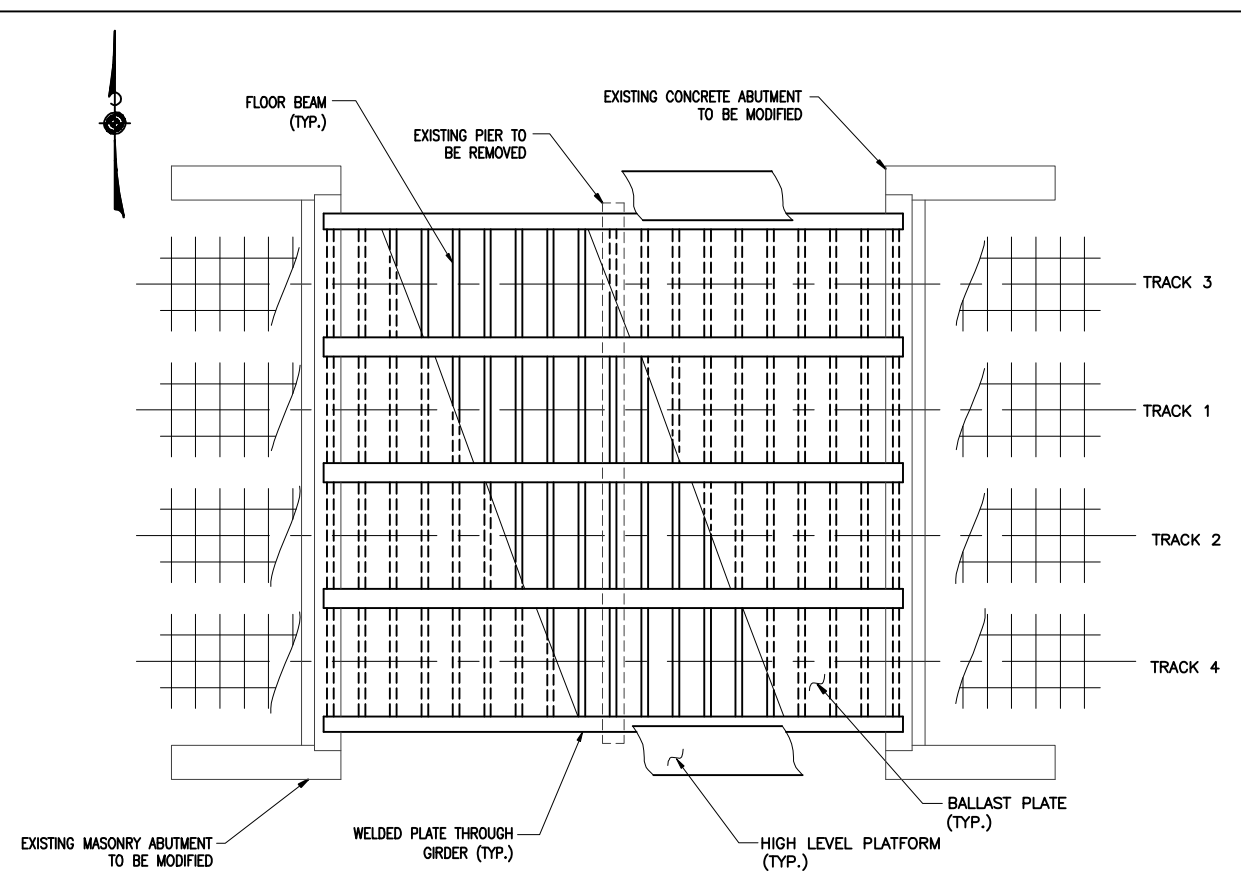 FLOOR BEAM
(TYP.)
EXISTING PIER TO
BE REMOVED
EXISTING CONCRETE ABUTMENT
TO BE MODIFIED
TRACK 3
TRACK 1
TRACK 2
TRACK 4
EXISTING MASONRY ABUTMENT
TO BE MODIFIED
WELDED PLATE THROUGH
GIRDER (TYP.)
HIGH LEVEL PLATFORM
(TYP.)
BALLAST PLATE
(TYP.)